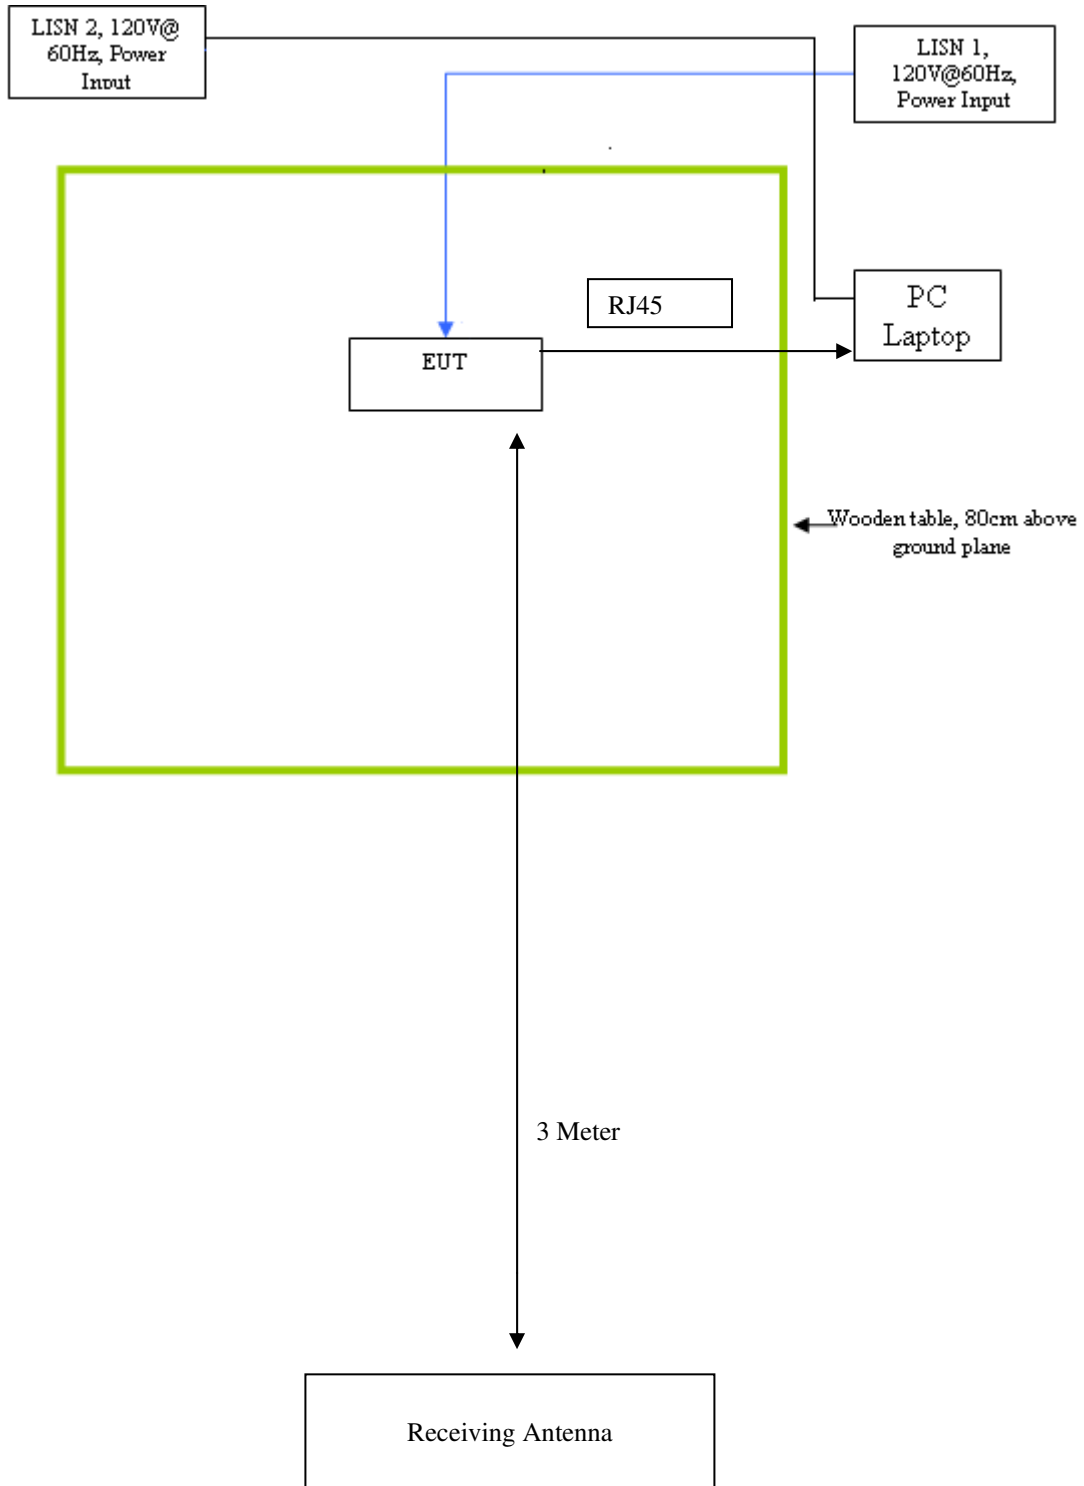 LISN 2, 120V@
60Hz, Power
Input
LISN 1,
120V@60Hz,
Power Input
RJ45
PC
Laptop
EUT
Wooden table, 80cm above
ground plane
3 Meter
Receiving Antenna